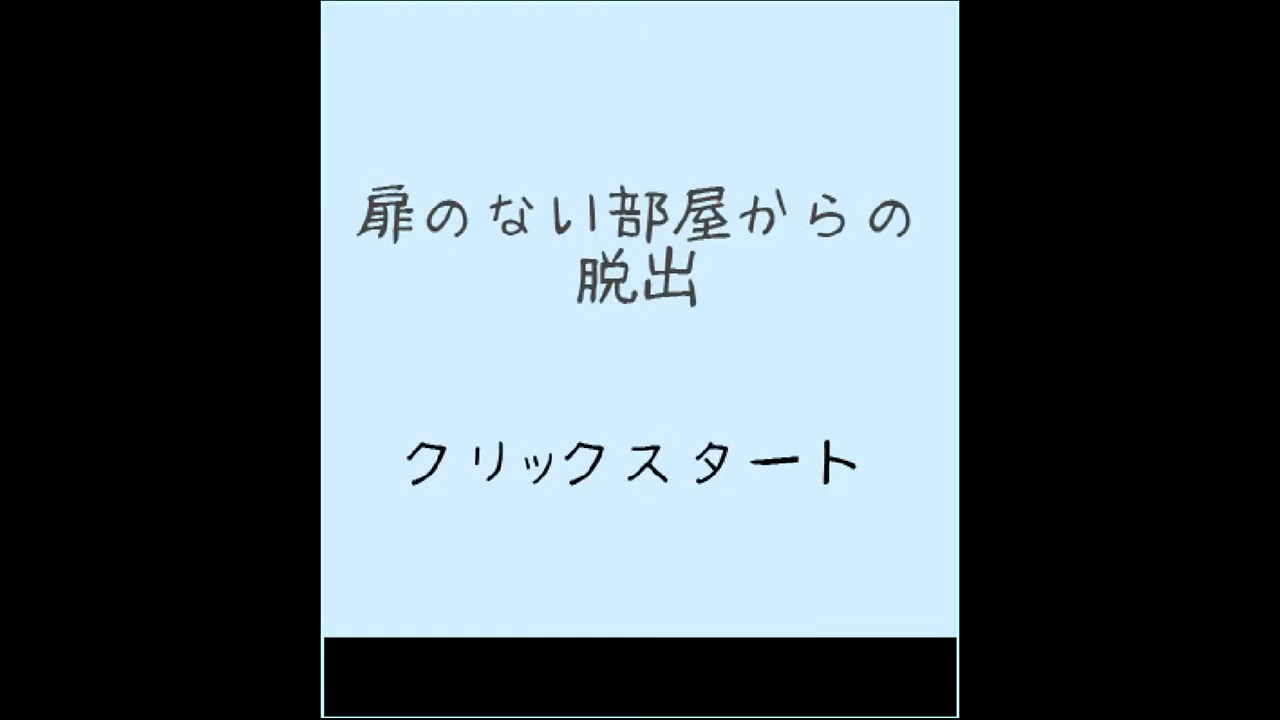 扉のない部屋からの
脱出
クリックスタート